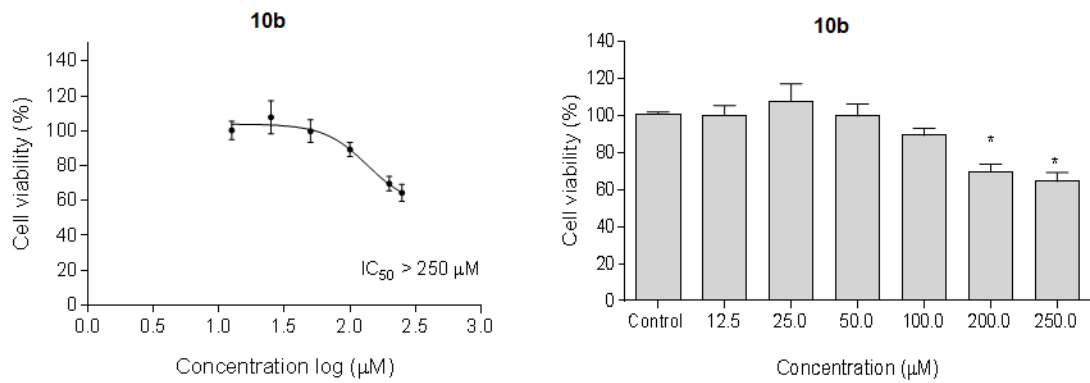 10b
Cell viability (%)
140
120
100
80
60
40
20
0
IC50 > 250 μM
0.0 0.5 1.0 1.5 2.0 2.5 3.0
Concentration log (μM)
10b
Cell viability (%)
140
120
100
80
60
40
20
0
* *
Control 12.5 25.0 50.0 100.0 200.0 250.0
Concentration (μM)